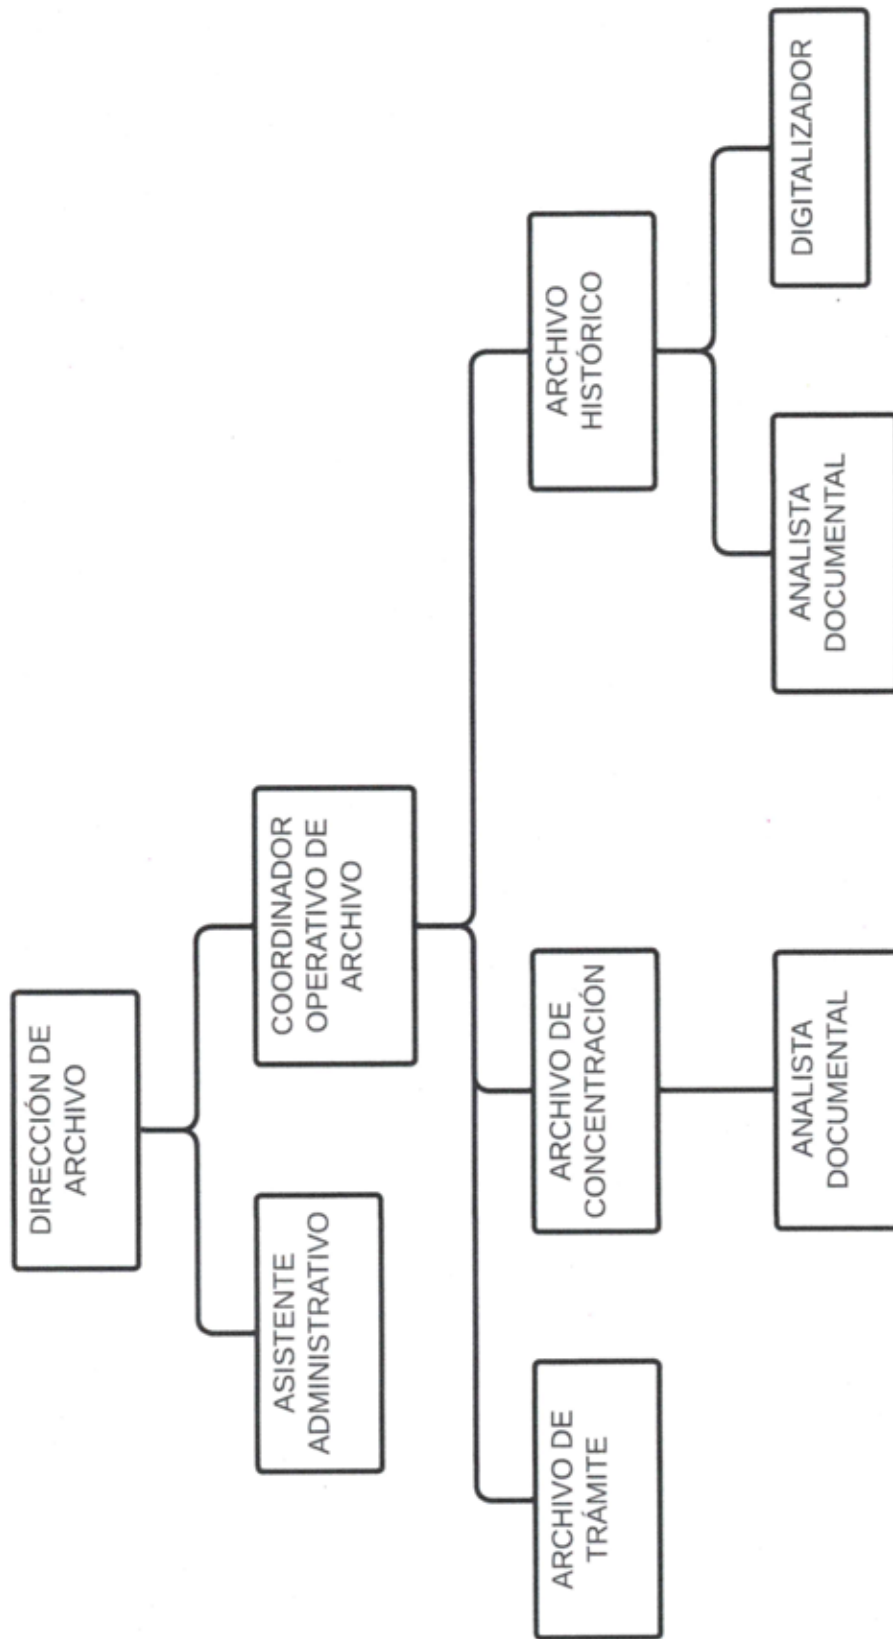 DIRECCIÓN DE
ARCHIVO
ASISTENTE
ADMINISTRATIVO
COORDINADOR
OPERATIVO DE
ARCHIVO
ARCHIVO DE
TRÁMITE
ARCHIVO DE
CONCENTRACIÓN
ARCHIVO
HISTÓRICO
ANALISTA
DOCUMENTAL
ANALISTA
DOCUMENTAL
DIGITALIZADOR